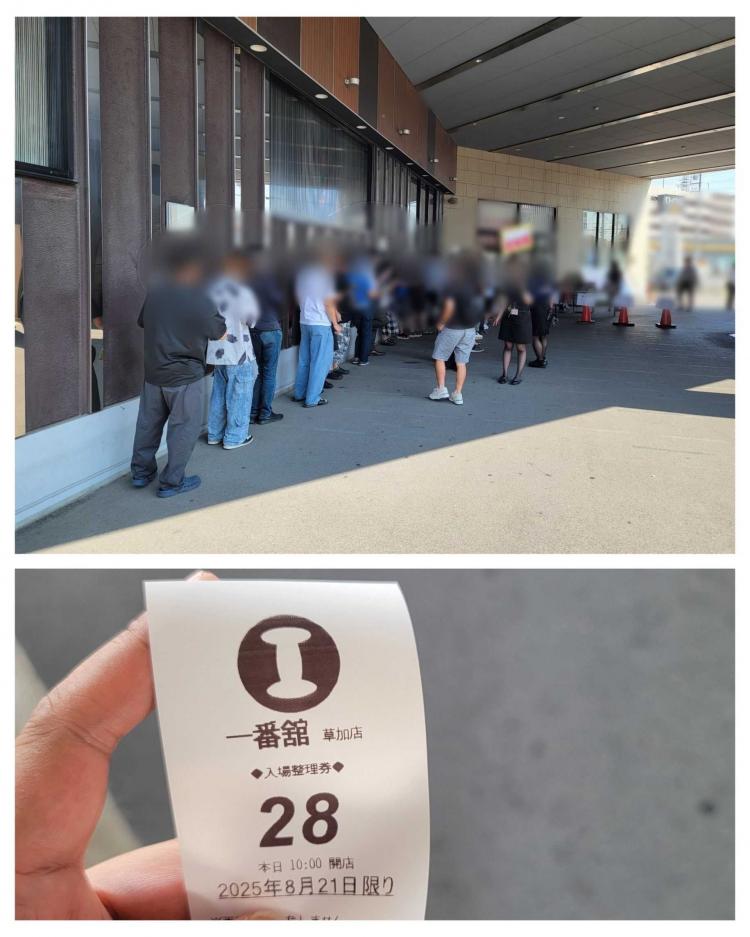 一番舘 草加店
◆入場整理券◆
28
本日 10:00 開店
2025年8月21日限り